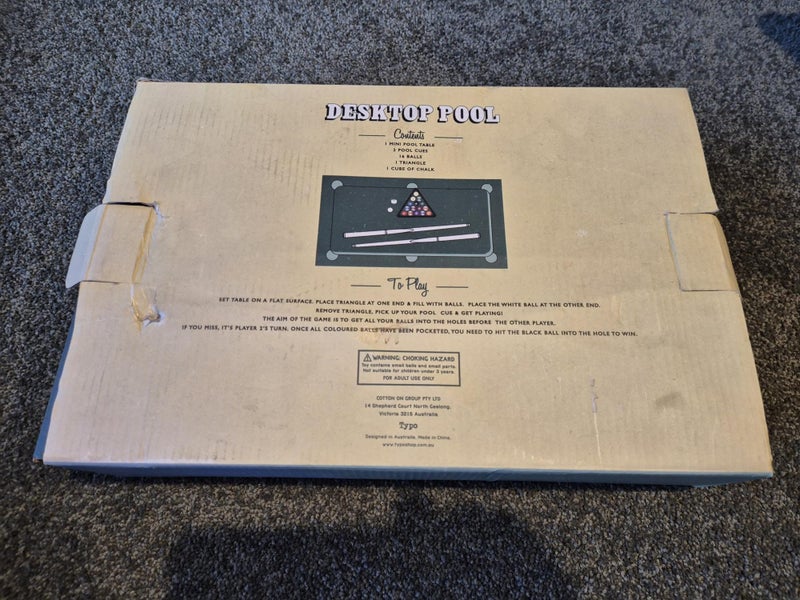 DESKTOP POOL
Contents
1 MINI POOL TABLE
2 POOL CUES
16 BALLS
1 TRIANGLE
1 CUBE OF CHALK
To Play
SET TABLE ON A FLAT SURFACE. PLACE TRIANGLE AT ONE END & FILL WITH BALLS. PLACE THE WHITE BALL AT THE OTHER END.
REMOVE TRIANGLE, PICK UP YOUR POOL CUE & GET PLAYING!
THE AIM OF THE GAME IS TO GET ALL YOUR BALLS INTO THE HOLES BEFORE THE OTHER PLAYER.
IF YOU MISS, IT'S PLAYER 2'S TURN. ONCE ALL COLOURED BALLS HAVE BEEN POCKETED, YOU NEED TO HIT THE BLACK BALL INTO THE HOLE TO WIN.
WARNING: CHOKING HAZARD
Toy contains small balls and small parts.
Not suitable for children under 3 years.
FOR ADULT USE ONLY
COTTON ON GROUP PTY LTD
14 Shepherd Court North Geelong,
Victoria 3215 Australia
Typo
Designed in Australia. Made in China.
www.typoshop.com.au